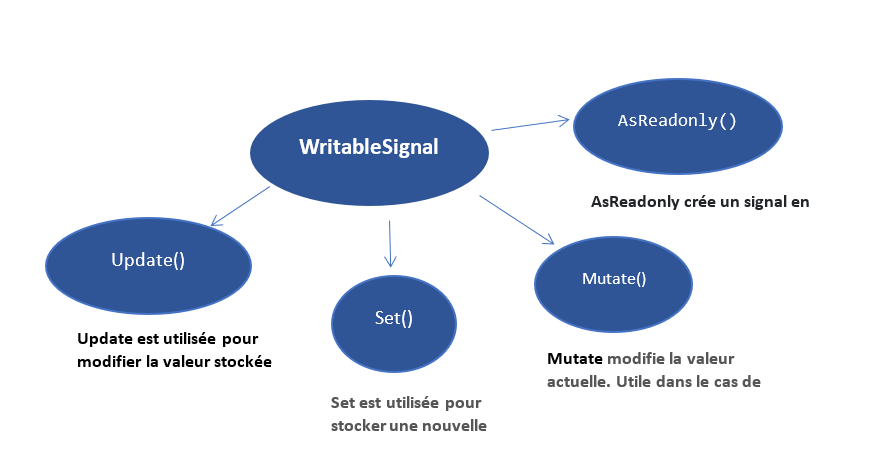 WritableSignal
AsReadonly()
AsReadonly crée un signal en
Update()
Update est utilisée pour
modifier la valeur stockée
Set()
Set est utilisée pour
stocker une nouvelle
Mutate()
Mutate modifie la valeur
actuelle. Utile dans le cas de